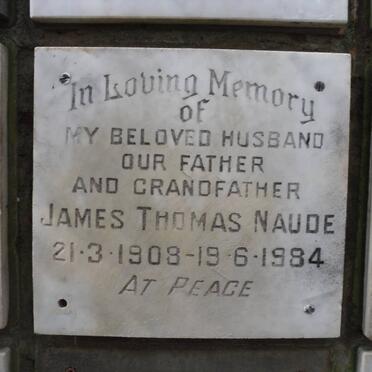 In Loving Memory
of
MY BELOVED HUSBAND
OUR FATHER
AND GRANDFATHER
JAMES THOMAS NAUDE
21·3·1908-19·6·1984
AT PEACE